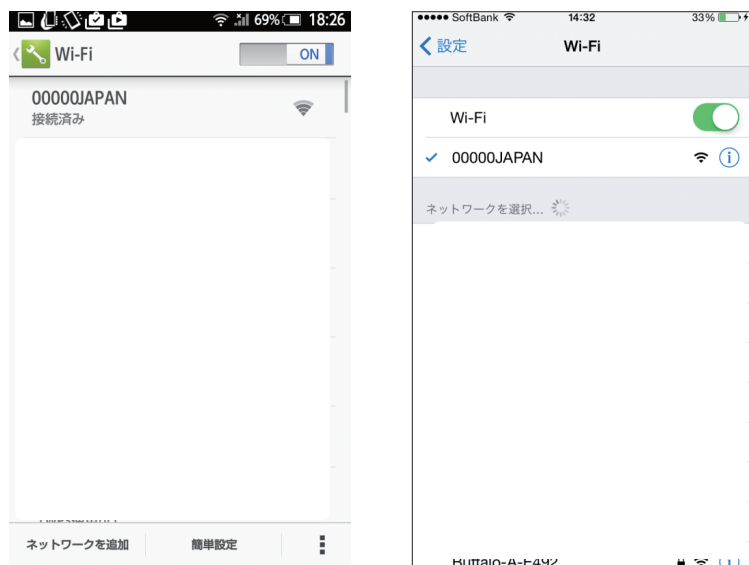 69% 18:26
Wi-Fi ON
00000JAPAN
接続済み
ネットワークを追加 簡単設定
SoftBank 14:32 33%
設定 Wi-Fi
Wi-Fi
00000JAPAN
ネットワークを選択...
Buffalo-A-E492